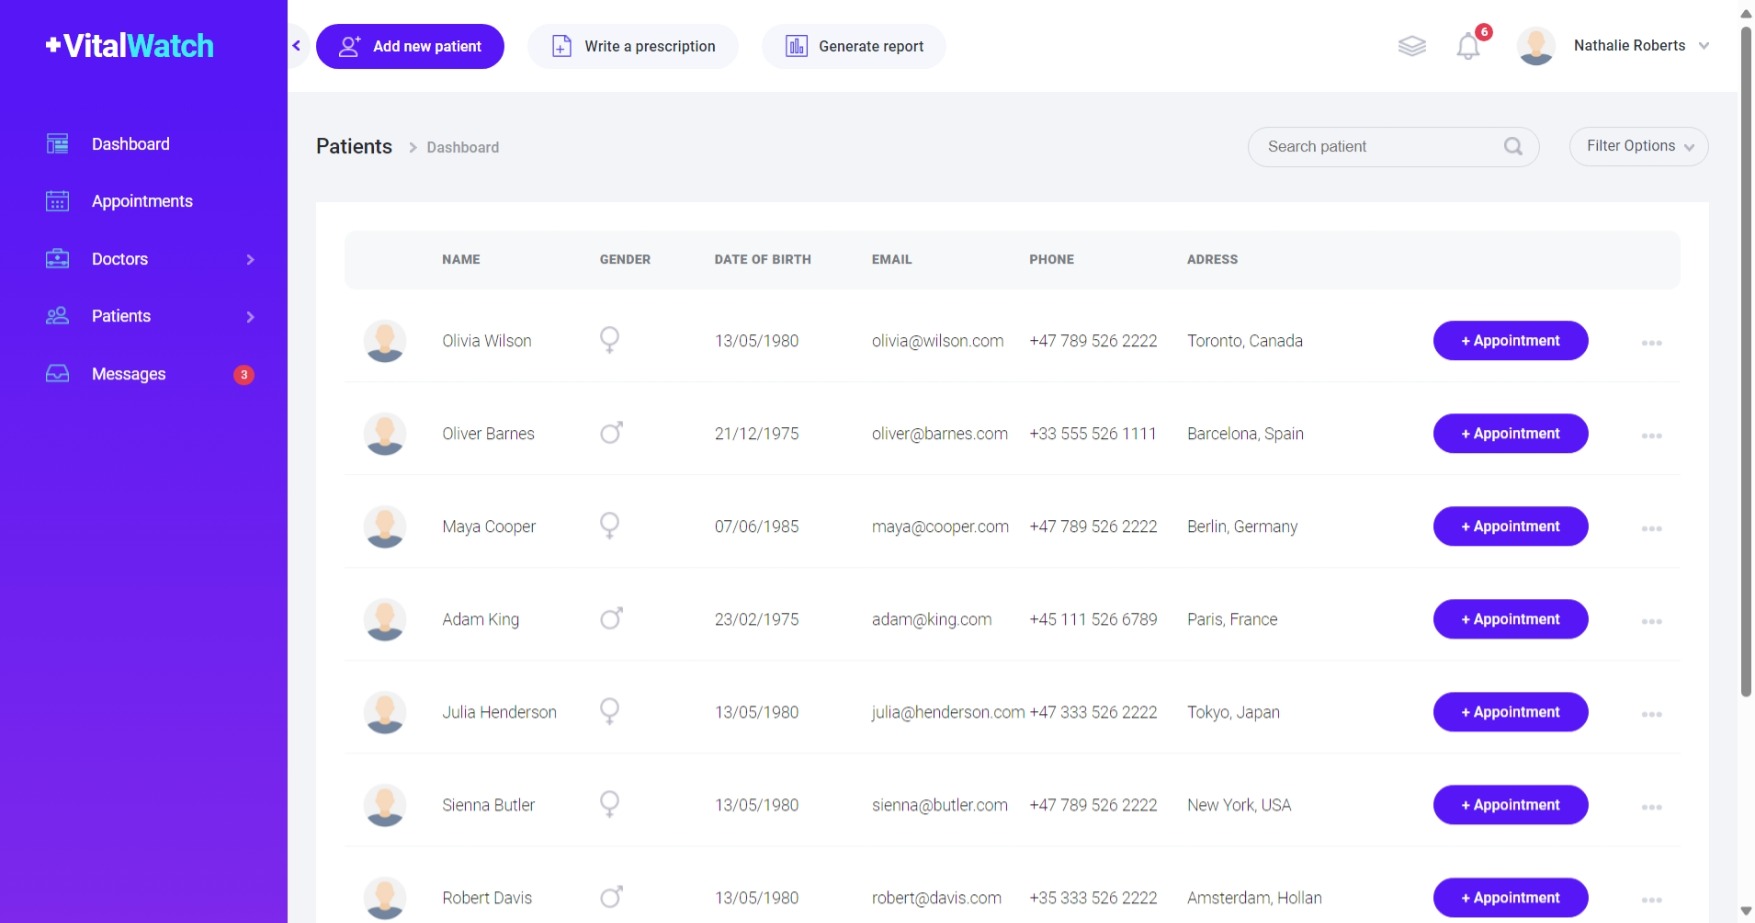 VitalWatch
Add new patient
Write a prescription
Generate report
6
Nathalie Roberts
Dashboard
Appointments
Doctors
Patients
Messages
3
Patients
Dashboard
Search patient
Filter Options
NAME GENDER DATE OF BIRTH EMAIL PHONE ADRESS
Olivia Wilson 13/05/1980 olivia@wilson.com +47 789 526 2222 Toronto, Canada + Appointment
Oliver Barnes 21/12/1975 oliver@barnes.com +33 555 526 1111 Barcelona, Spain + Appointment
Maya Cooper 07/06/1985 maya@cooper.com +47 789 526 2222 Berlin, Germany + Appointment
Adam King 23/02/1975 adam@king.com +45 111 526 6789 Paris, France + Appointment
Julia Henderson 13/05/1980 julia@henderson.com +47 333 526 2222 Tokyo, Japan + Appointment
Sienna Butler 13/05/1980 sienna@butler.com +47 789 526 2222 New York, USA + Appointment
Robert Davis 13/05/1980 robert@davis.com +35 333 526 2222 Amsterdam, Hollan + Appointment